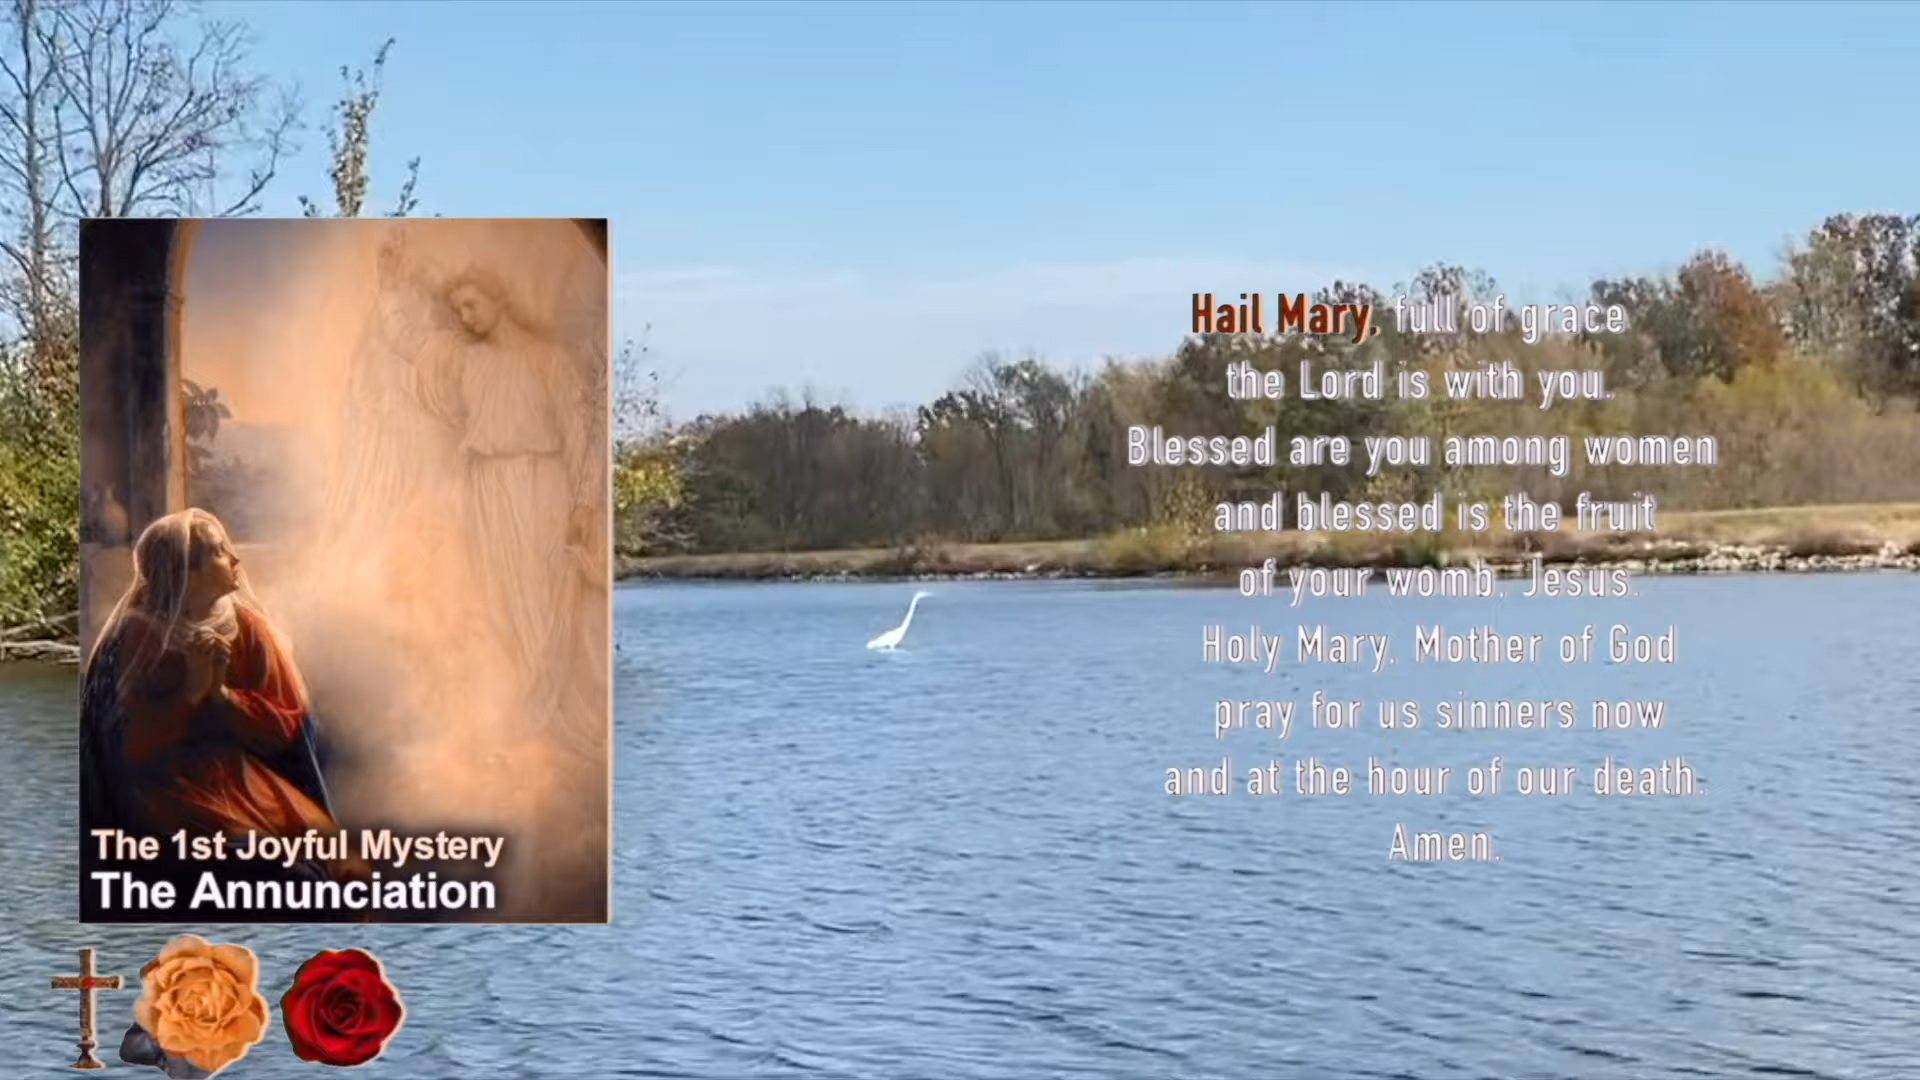 The 1st Joyful Mystery
The Annunciation
Hail Mary, full of grace
the Lord is with you.
Blessed are you among women
and blessed is the fruit
of your womb, Jesus.
Holy Mary, Mother of God
pray for us sinners now
and at the hour of our death.
Amen.